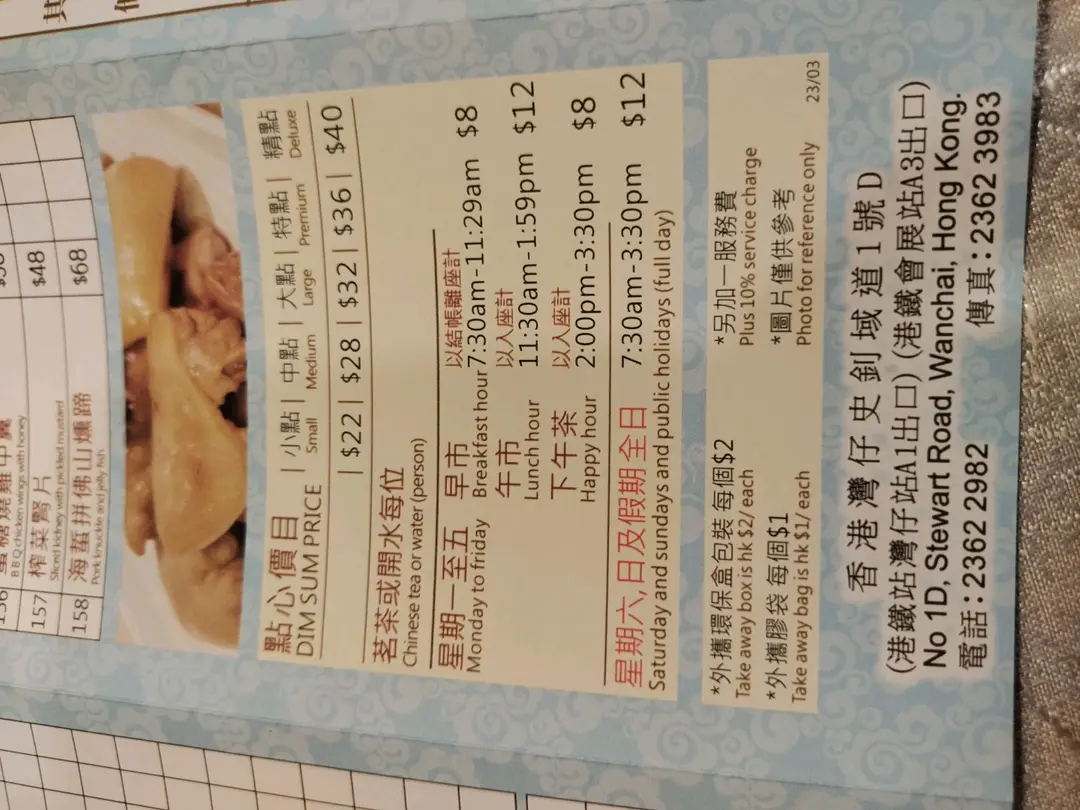 其
$48
$68
BBQ chicken wings with honey
157 榨菜腎片
Sliced kidney with pickled mustard
158 海蜇拼佛山燻蹄
Pork knuckle and jelly fish
點心價目 | 小點 | 中點 | 大點 | 特點 | 精點
DIM SUM PRICE Small Medium Large Premium Deluxe
| $22 | $28 | $32 | $36 | $40
茗茶或開水每位
Chinese tea or water (person)
以結帳離座計
星期一至五 早市 7:30am-11:29am $8
Monday to friday Breakfast hour
以入座計
午市 11:30am-1:59pm $12
Lunch hour
以入座計
下午茶 2:00pm-3:30pm $8
Happy hour
星期六,日及假期全日 7:30am-3:30pm $12
Saturday and sundays and public holidays (full day)
*外攜環保盒包裝每個$2 *另加一服務費
Take away box is hk $2/ each Plus 10% service charge
*外攜膠袋 每個$1 *圖片僅供參考
Take away bag is hk $1/ each Photo for reference only
23/03
香港灣仔史釗域道1號D
(港鐵站灣仔站A1出口) (港鐵會展站A3出口)
No 1D, Stewart Road, Wanchai, Hong Kong.
電話:2362 2982 傳真:2362 3983